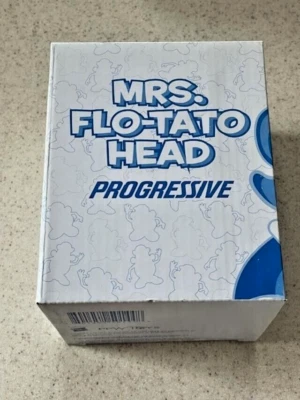 MRS.
FLO-TATO
HEAD
PROGRESSIVE